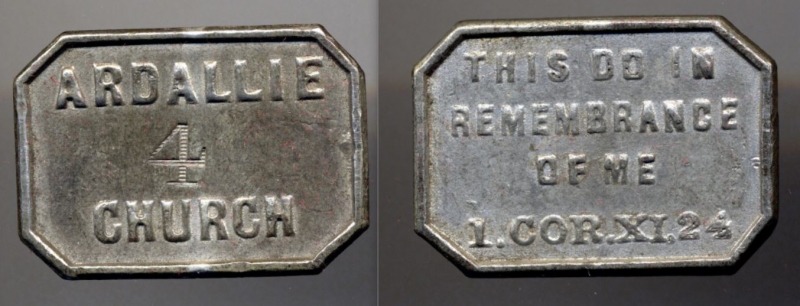 ARDALLIE
4
CHURCH
THIS DO IN
REMEMBRANCE
OF ME
1.COR.XI.24